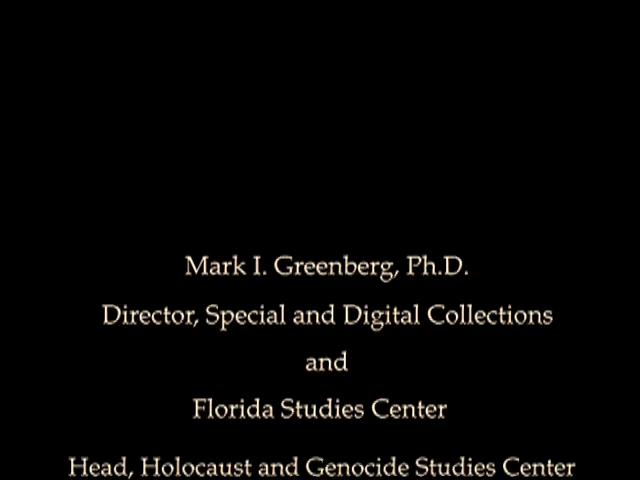 Mark I. Greenberg, Ph.D.
Director, Special and Digital Collections
and
Florida Studies Center
Head, Holocaust and Genocide Studies Center